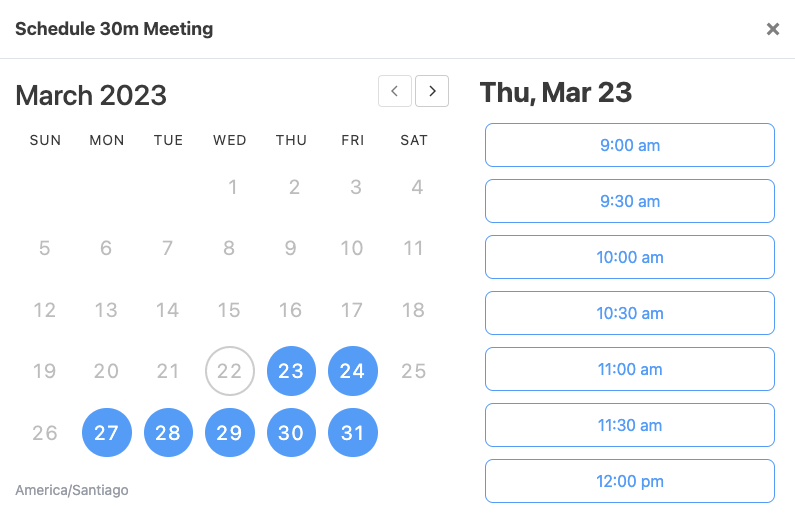 Schedule 30m Meeting ×
March 2023
SUN MON TUE WED THU FRI SAT
1 2 3 4
5 6 7 8 9 10 11
12 13 14 15 16 17 18
19 20 21 22 23 24 25
26 27 28 29 30 31
America/Santiago
Thu, Mar 23
9:00 am
9:30 am
10:00 am
10:30 am
11:00 am
11:30 am
12:00 pm